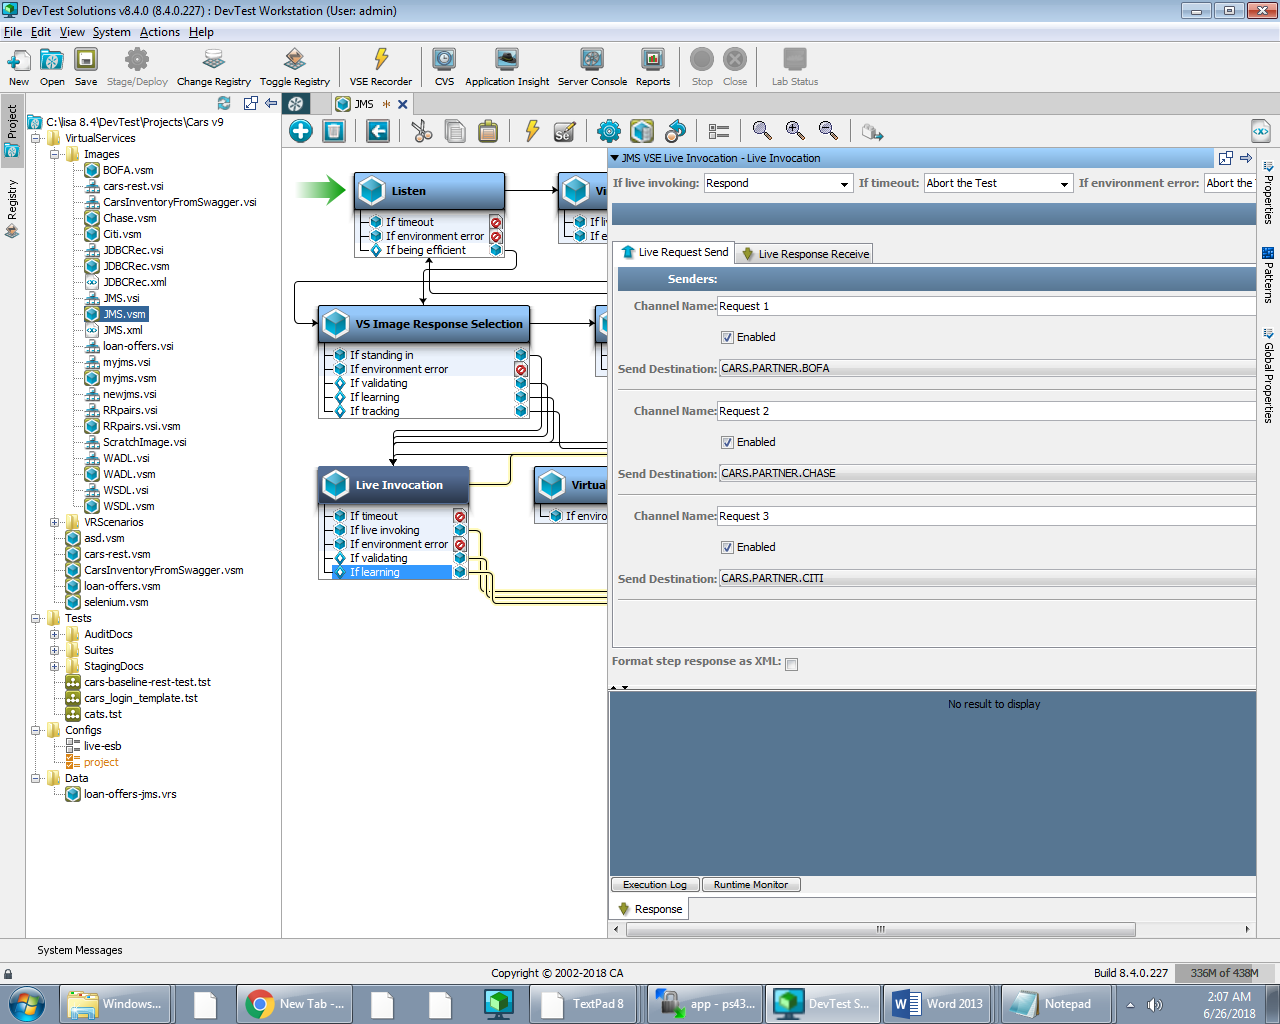 DevTest Solutions v8.4.0 (8.4.0.227) : DevTest Workstation (User: admin)
File Edit View System Actions Help
New Open Save Stage/Deploy Change Registry Toggle Registry VSE Recorder CVS Application Insight Server Console Reports Stop Close Lab Status
Project
Registry
C:\lisa 8.4\DevTest\Projects\Cars v9
VirtualServices
Images
BOFA.vsm
cars-rest.vsi
CarsInventoryFromSwagger.vsi
Chase.vsm
Citi.vsm
JDBCRec.vsi
JDBCRec.vsm
JDBCRec.xml
JMS.vsi
JMS.vsm
JMS.xml
loan-offers.vsi
myjms.vsi
myjms.vsm
newjms.vsi
RRpairs.vsi
RRpairs.vsi.vsm
ScratchImage.vsi
WADL.vsi
WADL.vsm
WSDL.vsi
WSDL.vsm
VRScenarios
asd.vsm
cars-rest.vsm
CarsInventoryFromSwagger.vsm
loan-offers.vsm
selenium.vsm
Tests
AuditDocs
Suites
StagingDocs
cars-baseline-rest-test.tst
cars_login_template.tst
cats.tst
Configs
live-esb
project
Data
loan-offers-jms.vrs
JMS *
Listen
If timeout
If environment error
If being efficient
Vi
If li
If e
VS Image Response Selection
If standing in
If environment error
If validating
If learning
If tracking
Live Invocation
If timeout
If live invoking
If environment error
If validating
If learning
Virtual
If enviro
JMS VSE Live Invocation - Live Invocation
If live invoking: Respond If timeout: Abort the Test If environment error: Abort the
Live Request Send Live Response Receive
Senders:
Channel Name: Request 1
Enabled
Send Destination: CARS.PARTNER.BOFA
Channel Name: Request 2
Enabled
Send Destination: CARS.PARTNER.CHASE
Channel Name: Request 3
Enabled
Send Destination: CARS.PARTNER.CITI
Format step response as XML:
No result to display
Execution Log Runtime Monitor
Response
Properties
Patterns
Global Properties
System Messages
Copyright © 2002-2018 CA
Build 8.4.0.227 336M of 438M
Windows... New Tab -... TextPad 8 app - ps43... DevTest S... Word 2013 Notepad
2:07 AM
6/26/2018